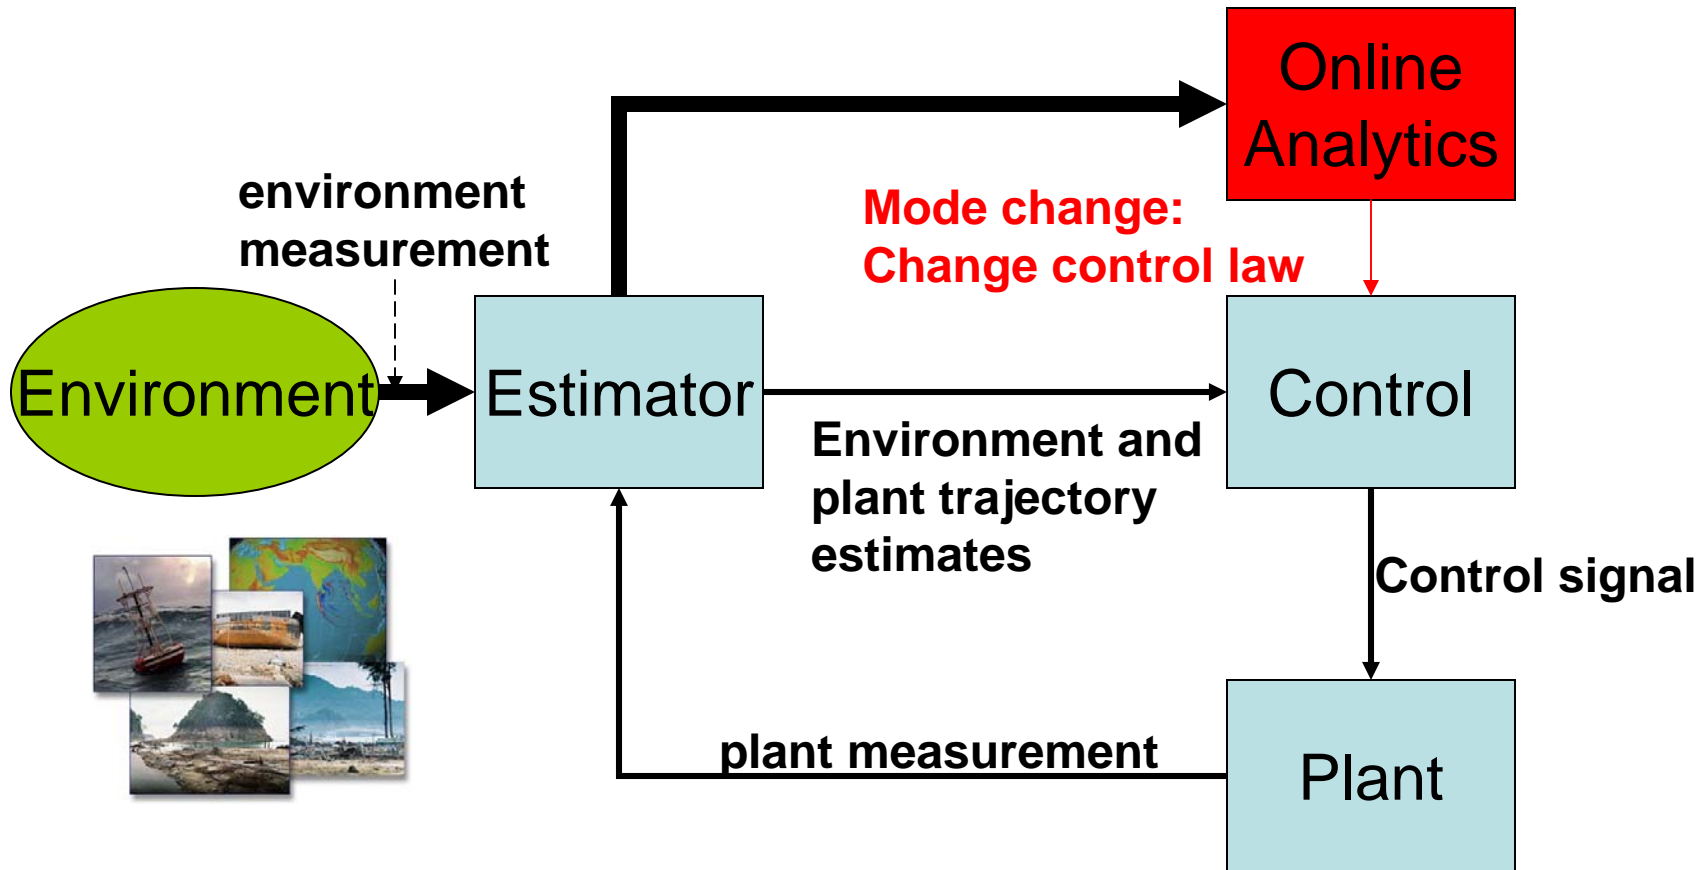 Online
Analytics
environment
measurement
Mode change:
Change control law
Environment
Estimator
Control
Environment and
plant trajectory
estimates
Control signal
plant measurement
Plant